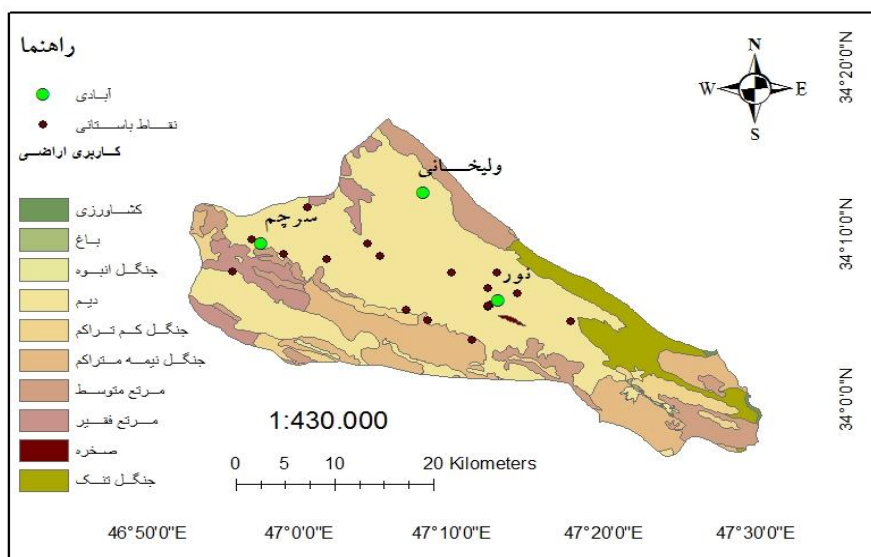 راهنما
آبادی
نقاط باستانی
کاربری اراضی
کشاورزی
باغ
جنگل انبوه
دیم
جنگل کم تراکم
جنگل نیمه متراکم
مرتع متوسط
مرتع فقیر
صخره
جنگل تنک
ولیخانی
سرچم
نور
N
W E
S
34°20'0"N
34°10'0"N
34°0'0"N
1:430.000
0 5 10 20 Kilometers
46°50'0"E 47°0'0"E 47°10'0"E 47°20'0"E 47°30'0"E